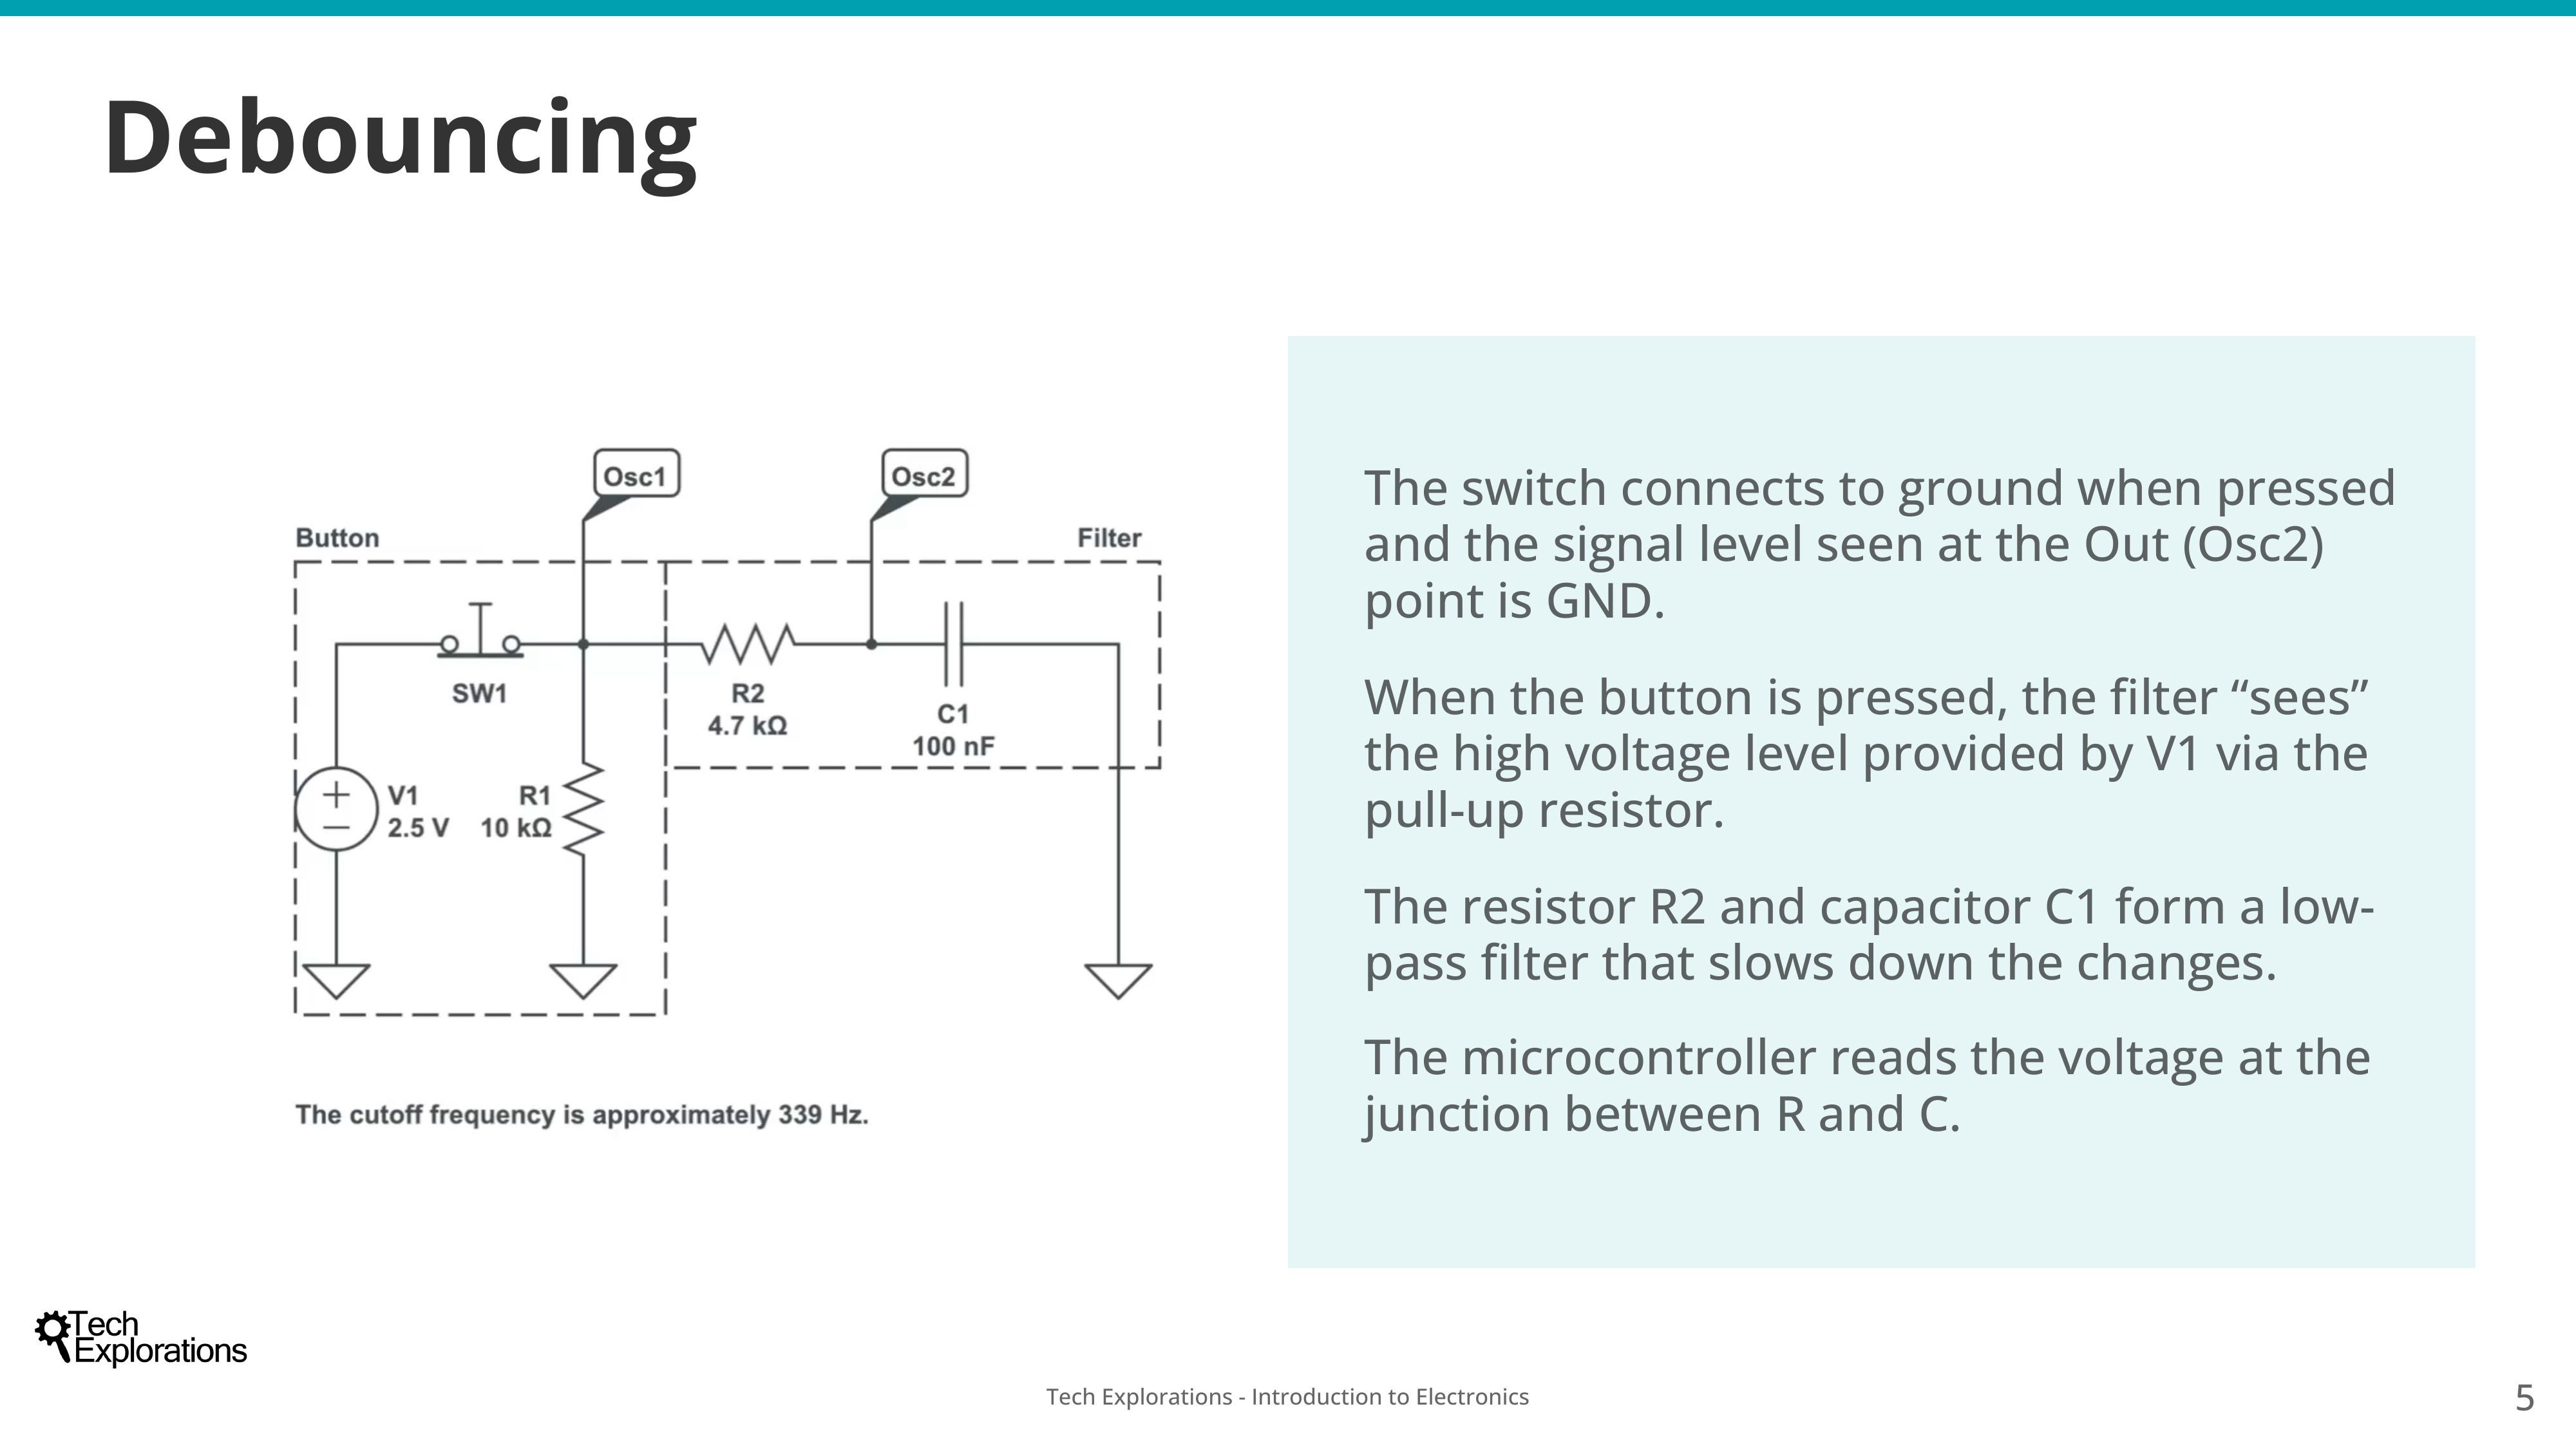 Debouncing
Osc1
Osc2
Button
Filter
SW1
R2
4.7 kΩ
C1
100 nF
V1
2.5 V
R1
10 kΩ
The cutoff frequency is approximately 339 Hz.
The switch connects to ground when pressed
and the signal level seen at the Out (Osc2)
point is GND.
When the button is pressed, the filter “sees”
the high voltage level provided by V1 via the
pull-up resistor.
The resistor R2 and capacitor C1 form a low-
pass filter that slows down the changes.
The microcontroller reads the voltage at the
junction between R and C.
Tech
Explorations
Tech Explorations - Introduction to Electronics
5